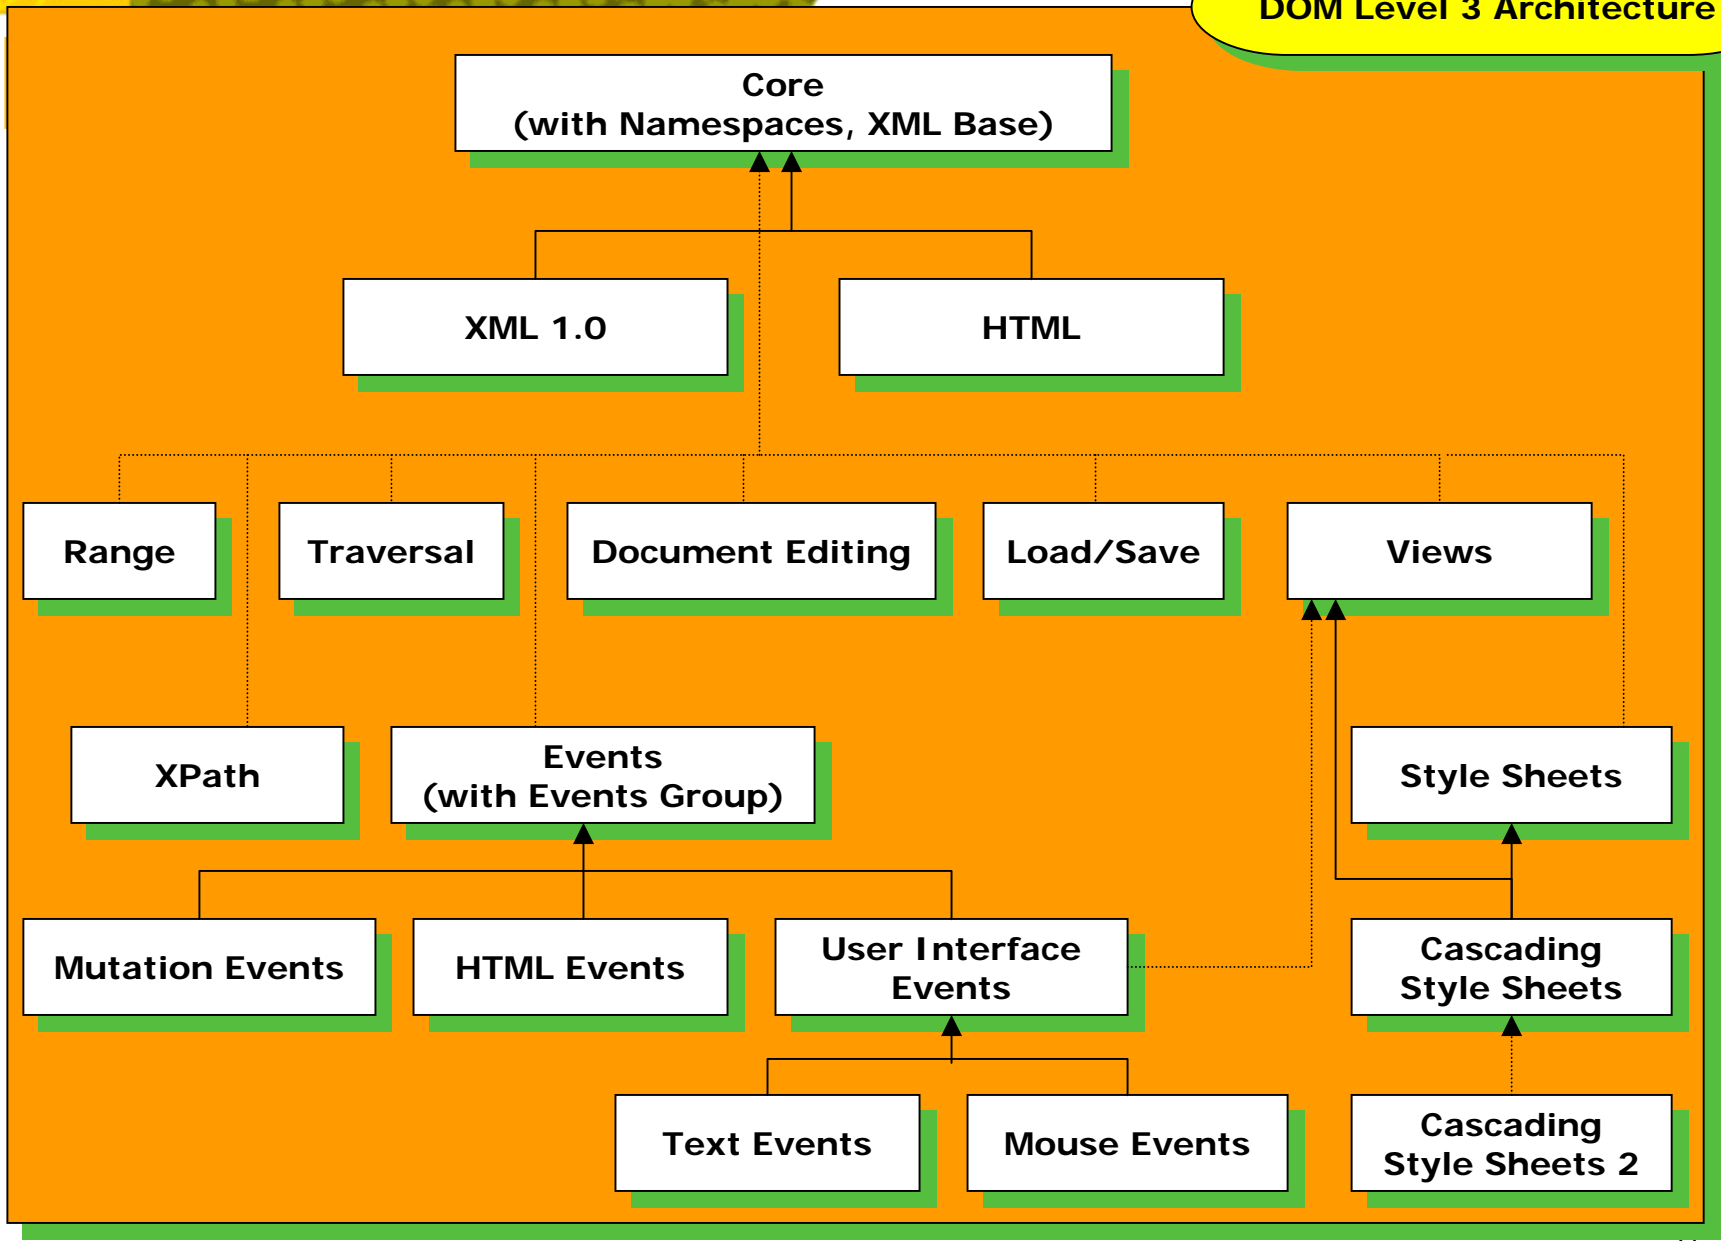 DOM Level 3 Architecture
Core
(with Namespaces, XML Base)
XML 1.0
HTML
Range
Traversal
Document Editing
Load/Save
Views
XPath
Events
(with Events Group)
Style Sheets
Mutation Events
HTML Events
User Interface
Events
Cascading
Style Sheets
Text Events
Mouse Events
Cascading
Style Sheets 2